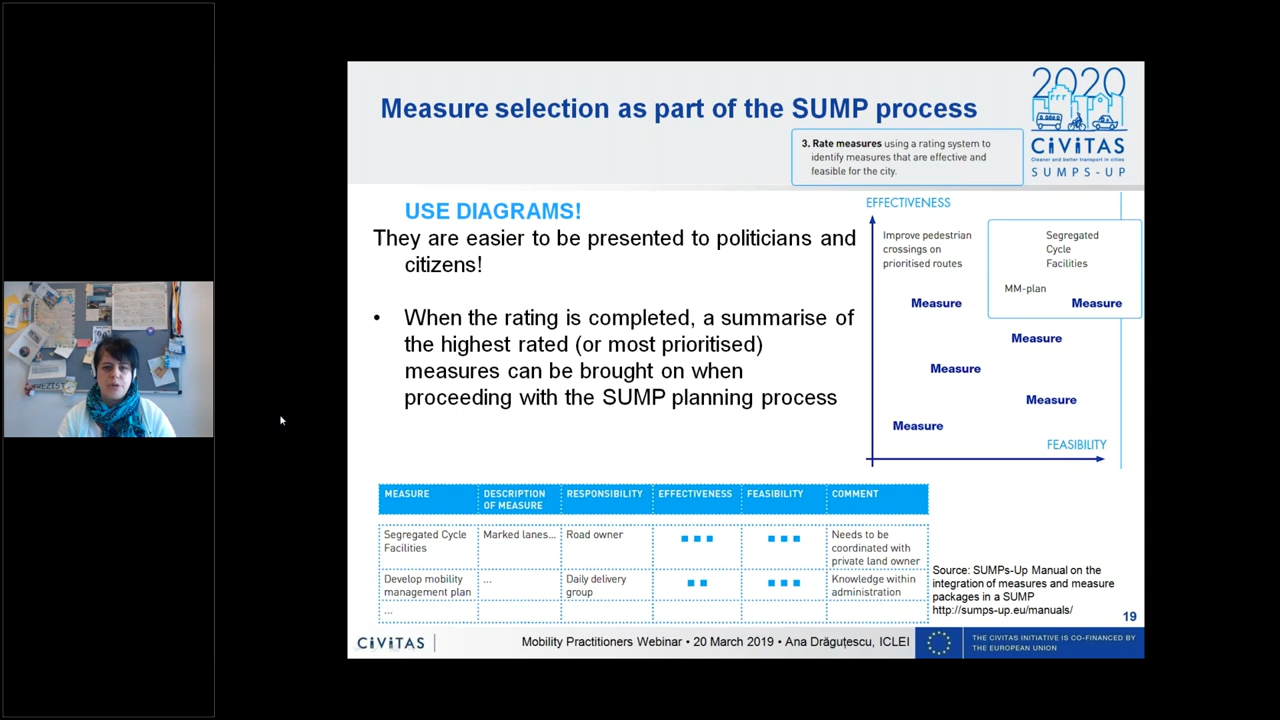 Measure selection as part of the SUMP process
3. Rate measures using a rating system to
identify measures that are effective and
feasible for the city.
2020
CiViTAS
Cleaner and better transport in cities
SUMPS-UP
USE DIAGRAMS!
They are easier to be presented to politicians and
citizens!
• When the rating is completed, a summarise of
the highest rated (or most prioritised)
measures can be brought on when
proceeding with the SUMP planning process
EFFECTIVENESS
Improve pedestrian
crossings on
prioritised routes
Segregated
Cycle
Facilities
MM-plan
Measure
Measure
Measure
Measure
Measure
Measure
FEASIBILITY
MEASURE DESCRIPTION OF MEASURE RESPONSIBILITY EFFECTIVENESS FEASIBILITY COMMENT
Segregated Cycle Facilities Marked lanes... Road owner ■ ■ ■ ■ ■ ■ Needs to be coordinated with private land owner
Develop mobility management plan ... Daily delivery group ■ ■ ■ ■ ■ Knowledge within administration
...
Source: SUMPs-Up Manual on the
integration of measures and measure
packages in a SUMP
http://sumps-up.eu/manuals/
19
CiViTAS
Mobility Practitioners Webinar • 20 March 2019 • Ana Drăguțescu, ICLEI
THE CIVITAS INITIATIVE IS CO-FINANCED BY
THE EUROPEAN UNION